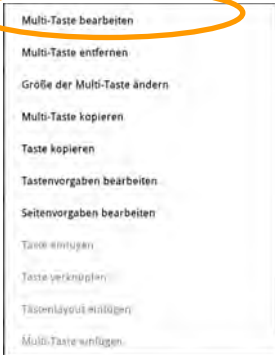 Multi-Taste bearbeiten
Multi-Taste entfernen
Größe der Multi-Taste ändern
Multi-Taste kopieren
Taste kopieren
Tastenvorgaben bearbeiten
Seitenvorgaben bearbeiten
Taste einfügen
Taste verknüpfen
Tastenlayout einfügen
Multi-Taste einfügen